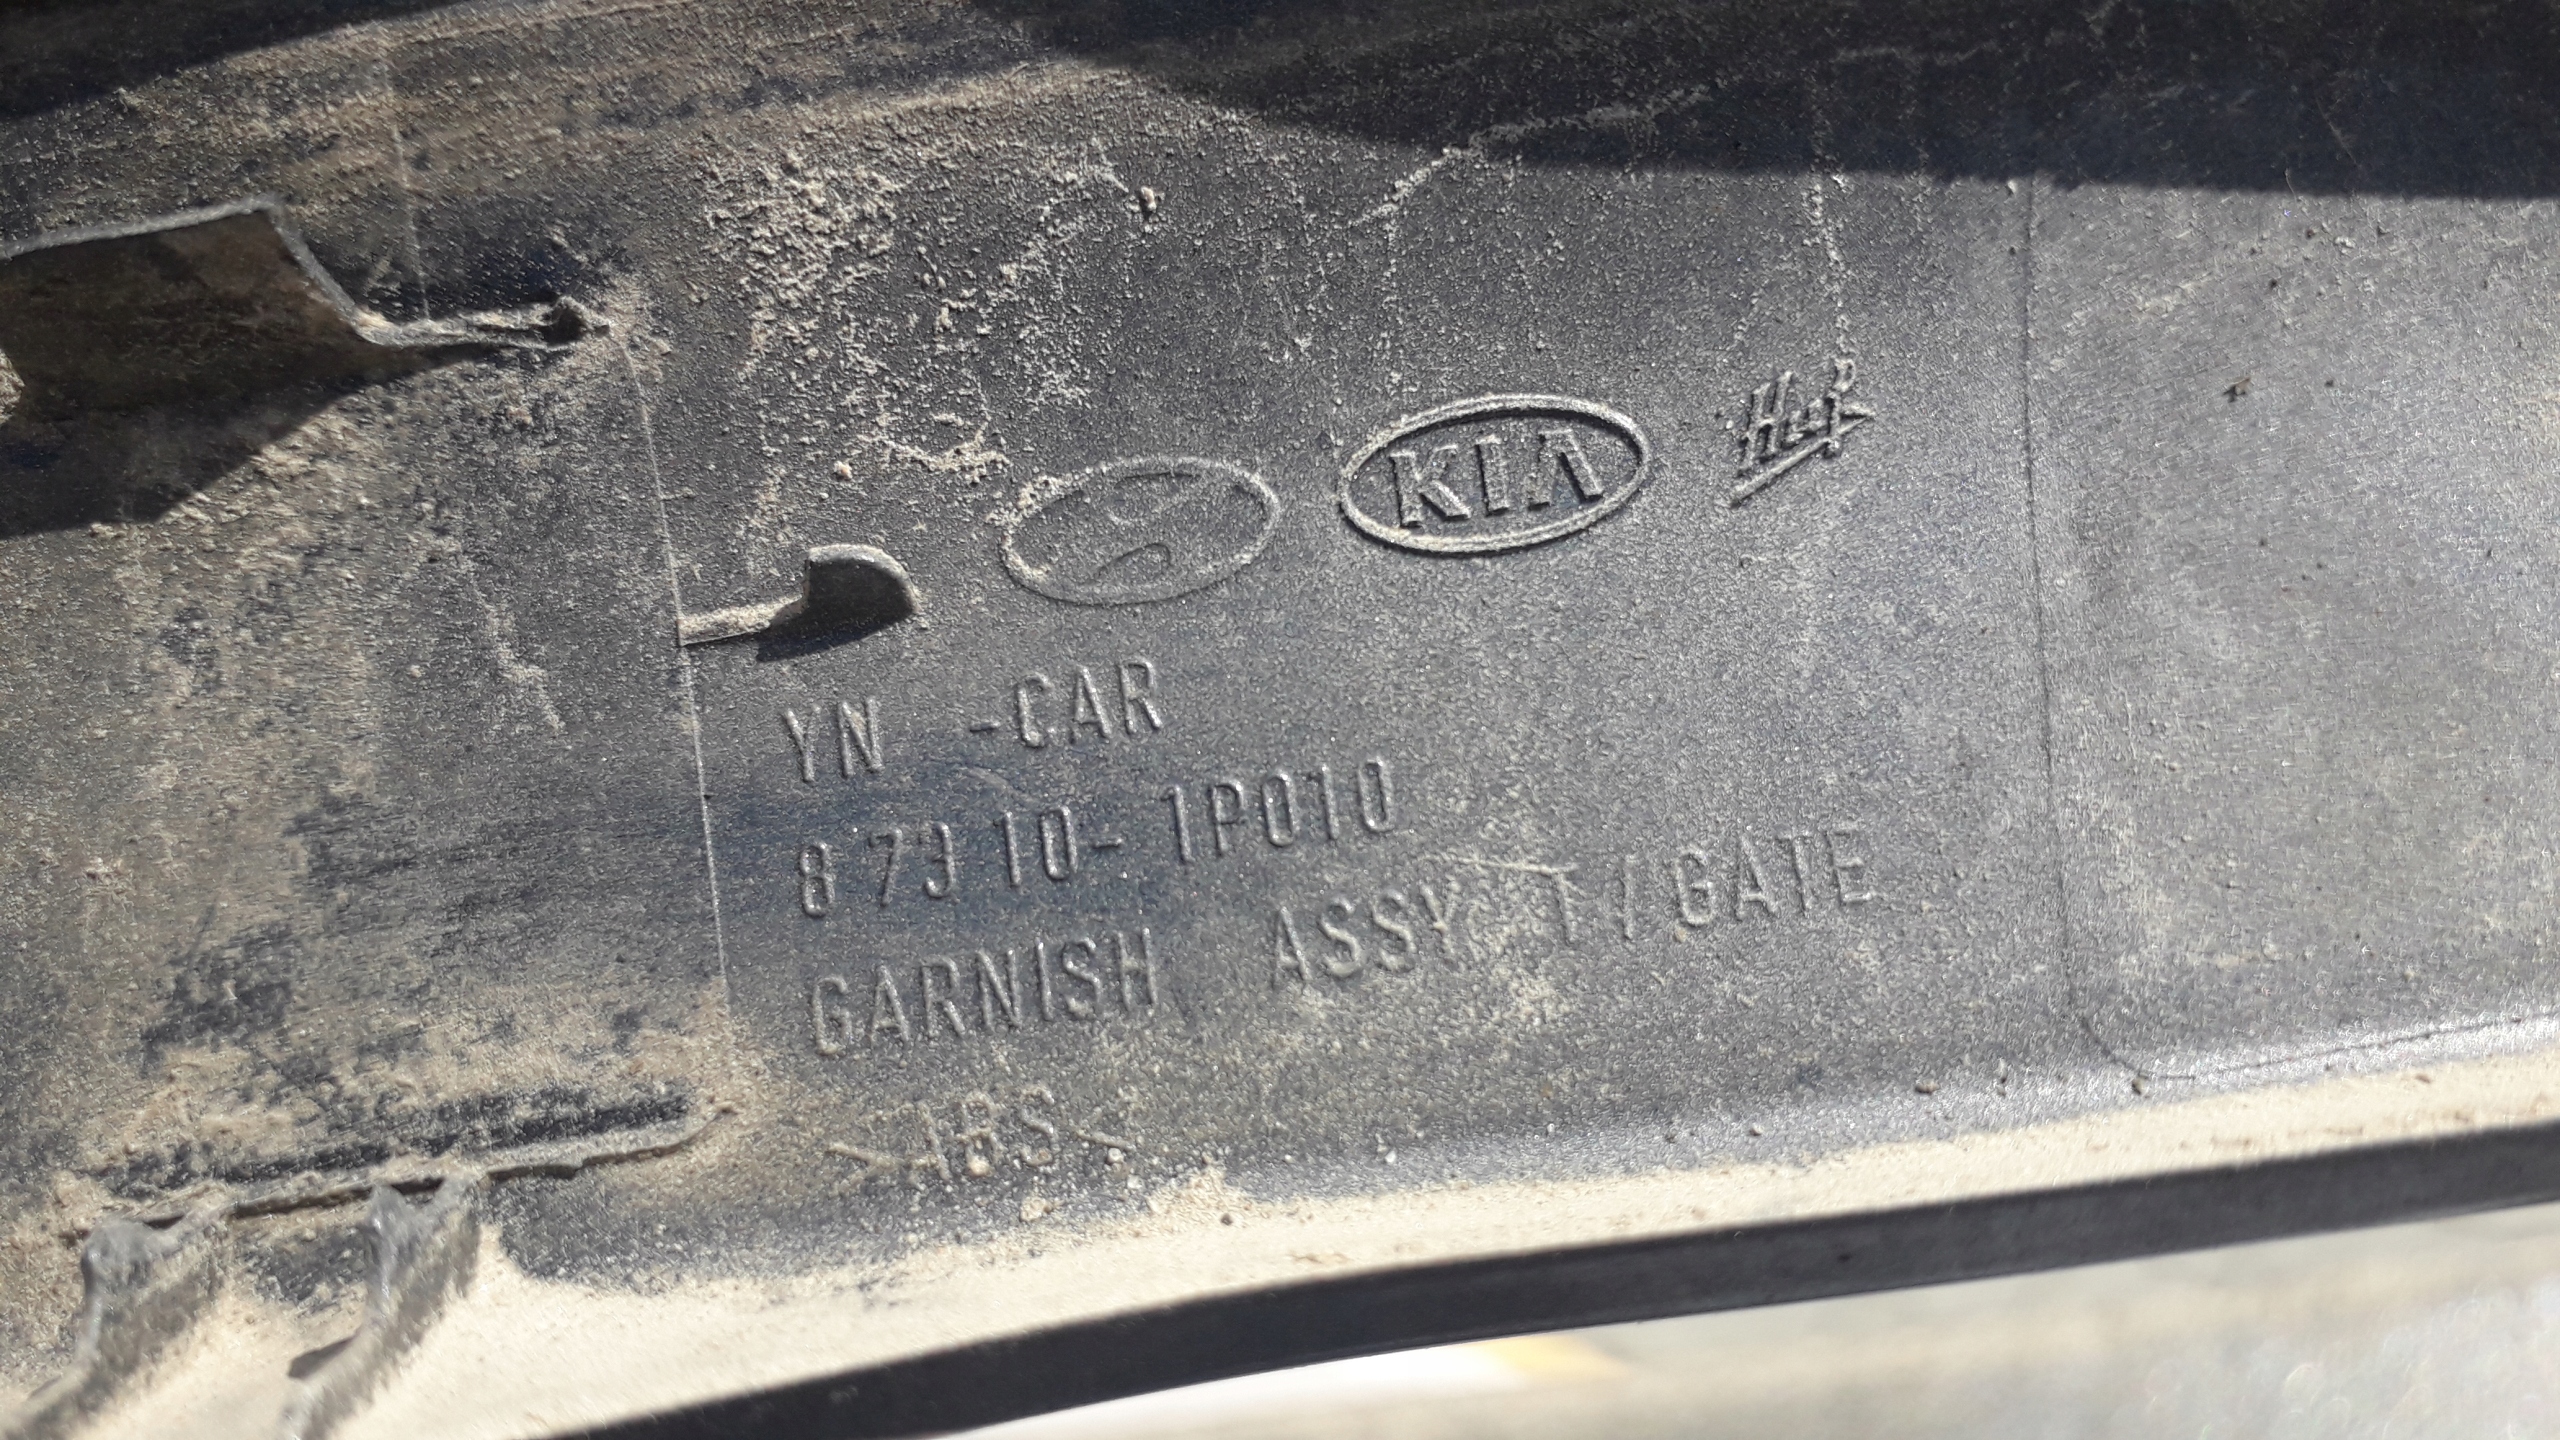 KIA
YN -CAR
87310-1P010
GARNISH ASSY T/GATE
>ABS<